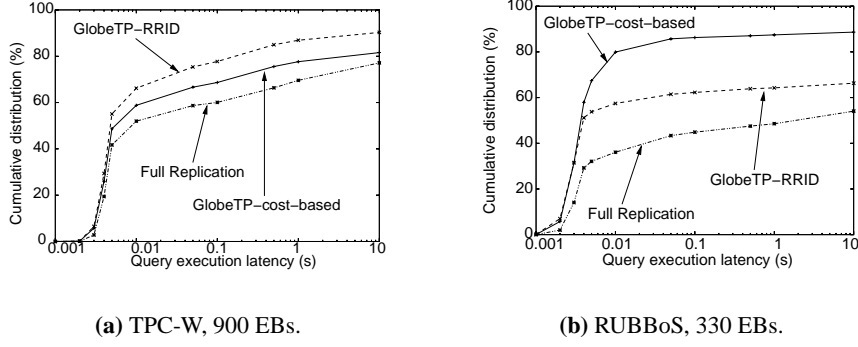 Cumulative distribution (%)
100
80
60
40
20
0
GlobeTP−RRID
Full Replication
GlobeTP−cost−based
0.001 0.01 0.1 1 10
Query execution latency (s)
(a) TPC-W, 900 EBs.
Cumulative distribution (%)
100
80
60
40
20
0
GlobeTP−cost−based
GlobeTP−RRID
Full Replication
0.001 0.01 0.1 1 10
Query execution latency (s)
(b) RUBBoS, 330 EBs.